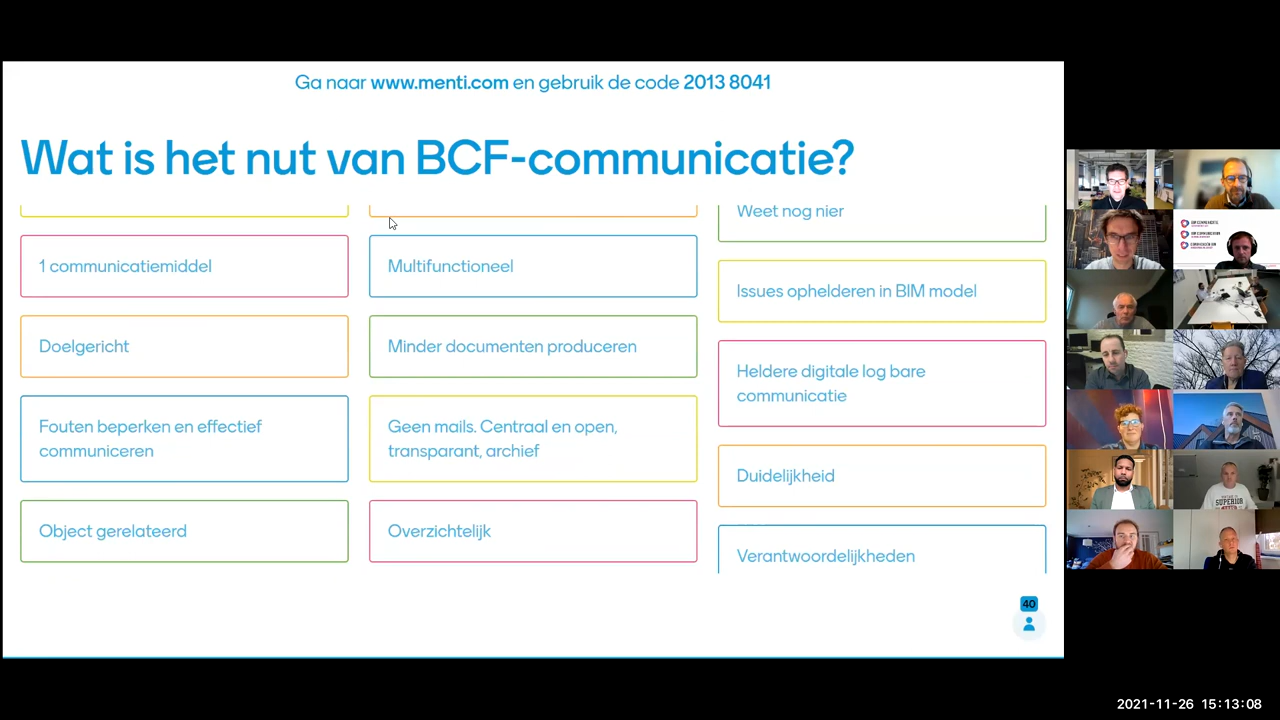 Ga naar www.menti.com en gebruik de code 2013 8041
Wat is het nut van BCF-communicatie?
1 communicatiemiddel
Doelgericht
Fouten beperken en effectief
communiceren
Object gerelateerd
Multifunctioneel
Minder documenten produceren
Geen mails. Centraal en open,
transparant, archief
Overzichtelijk
Weet nog nier
Issues ophelderen in BIM model
Heldere digitale log bare
communicatie
Duidelijkheid
Verantwoordelijkheden
40
SUPERIOR
2021-11-26 15:13:08